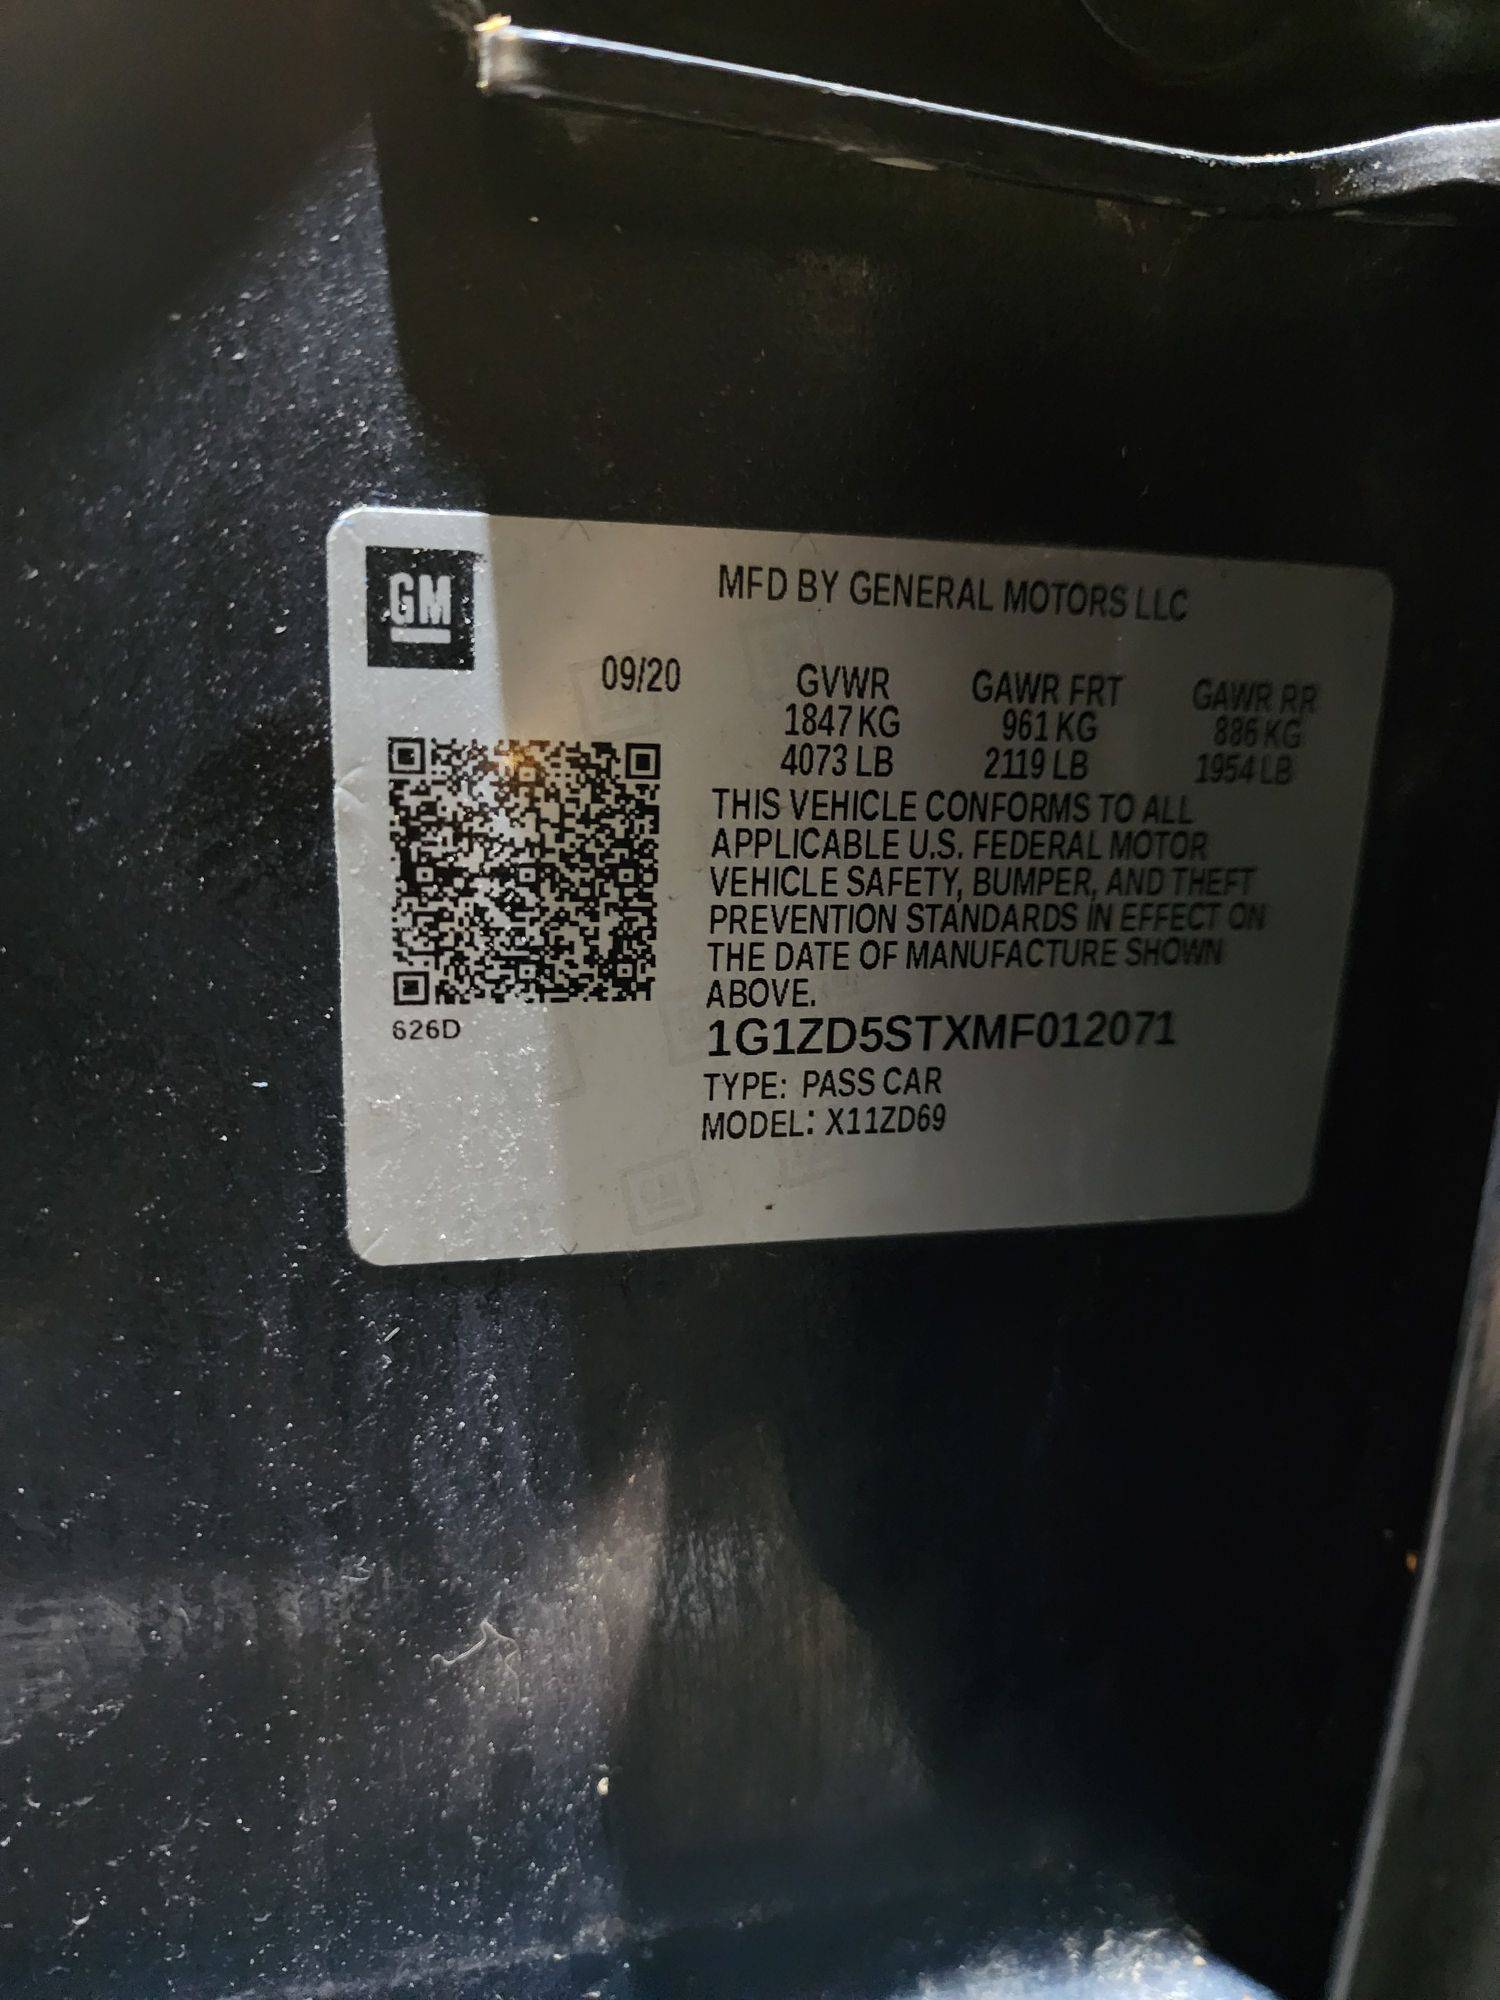 GM
MFD BY GENERAL MOTORS LLC
09/20
GVWR GAWR FRT GAWR RR
1847 KG 961 KG 886 KG
4073 LB 2119 LB 1954 LB
THIS VEHICLE CONFORMS TO ALL
APPLICABLE U.S. FEDERAL MOTOR
VEHICLE SAFETY, BUMPER, AND THEFT
PREVENTION STANDARDS IN EFFECT ON
THE DATE OF MANUFACTURE SHOWN
ABOVE.
626D
1G1ZD5STXMF012071
TYPE: PASS CAR
MODEL: X11ZD69